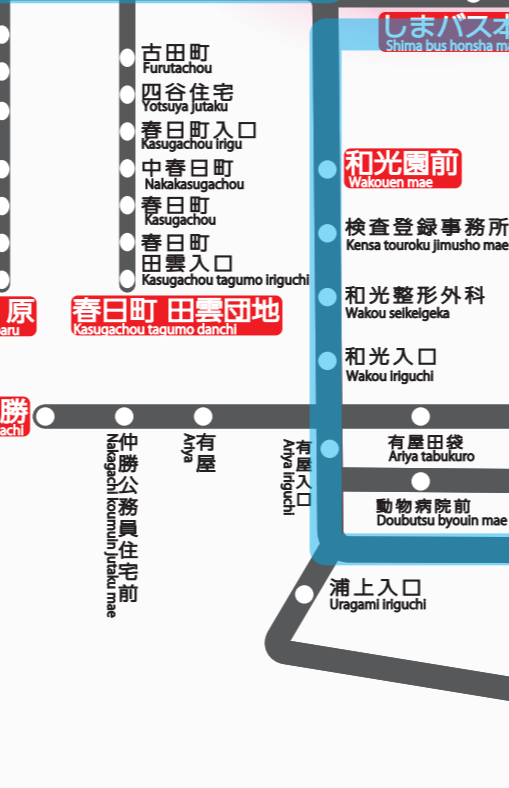 しまバス本
Shima bus honsha ma
古田町
Furutachou
四谷住宅
Yotsuya jutaku
春日町入口
Kasugachou irigu
中春日町
Nakakasugachou
春日町
Kasugachou
春日町
田雲入口
Kasugachou tagumo iriguchi
春日町 田雲団地
Kasugachou tagumo danchi
原
aru
和光園前
Wakouen mae
検査登録事務所
Kensa touroku jimusho mae
和光整形外科
Wakou seikeigeka
和光入口
Wakou iriguchi
勝
achi
仲勝公務員住宅前
Nakagachi koumuin jutaku mae
有屋
Ariya
有屋入口
Ariya iriguchi
有屋田袋
Ariya tabukuro
動物病院前
Doubutsu byouin mae
浦上入口
Uragami iriguchi